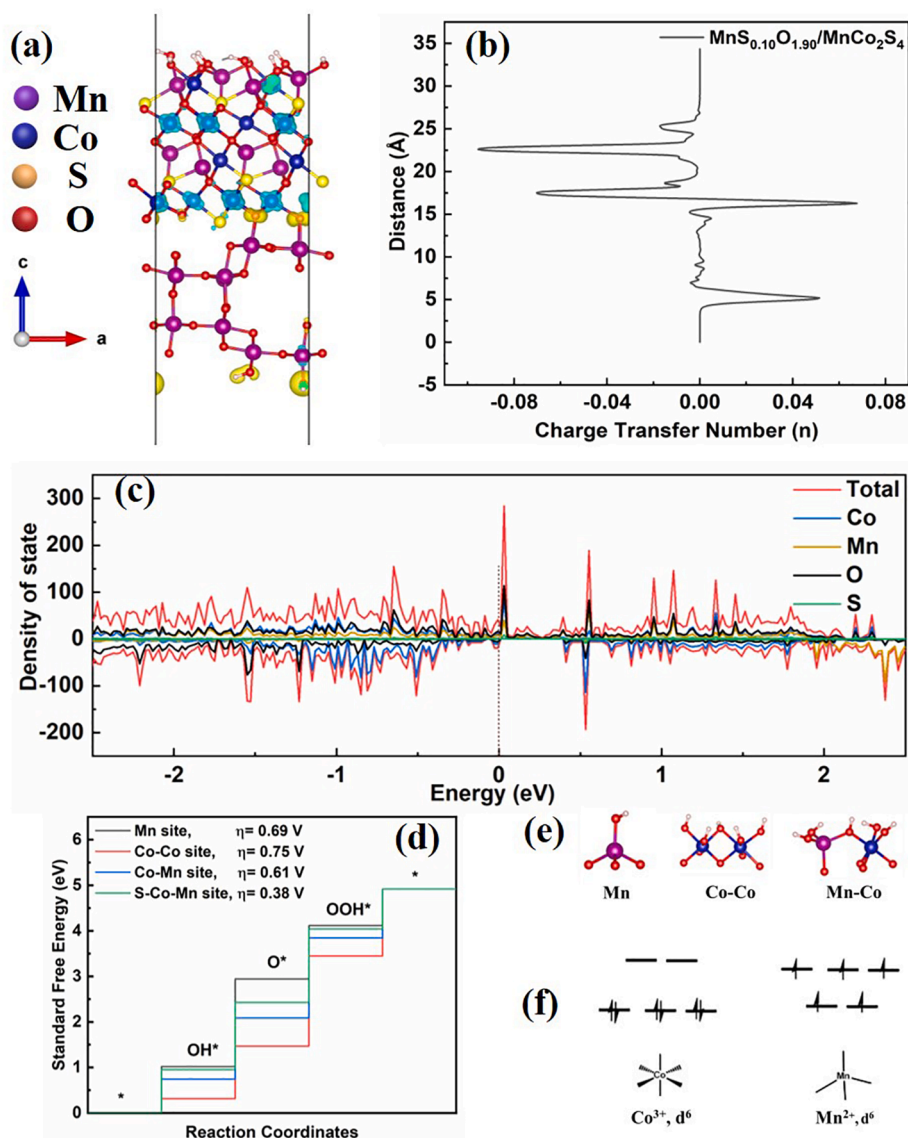 (a)
Mn
Co
S
O
c
a
(b)
MnS0.10O1.90/MnCo2S4
35
30
25
20
15
10
5
0
-5
Distance (Å)
-0.08 -0.04 0.00 0.04 0.08
Charge Transfer Number (n)
(c)
300
200
100
0
-100
-200
Density of state
Total
Co
Mn
O
S
-2 -1 0 1 2
Energy (eV)
(d)
6
5
4
3
2
1
0
Standard Free Energy (eV)
Mn site, η= 0.69 V
Co-Co site, η= 0.75 V
Co-Mn site, η= 0.61 V
S-Co-Mn site, η= 0.38 V
*
OH*
O*
OOH*
*
Reaction Coordinates
(e)
Mn Co-Co Mn-Co
(f)
Co Mn
Co3+, d6 Mn2+, d6